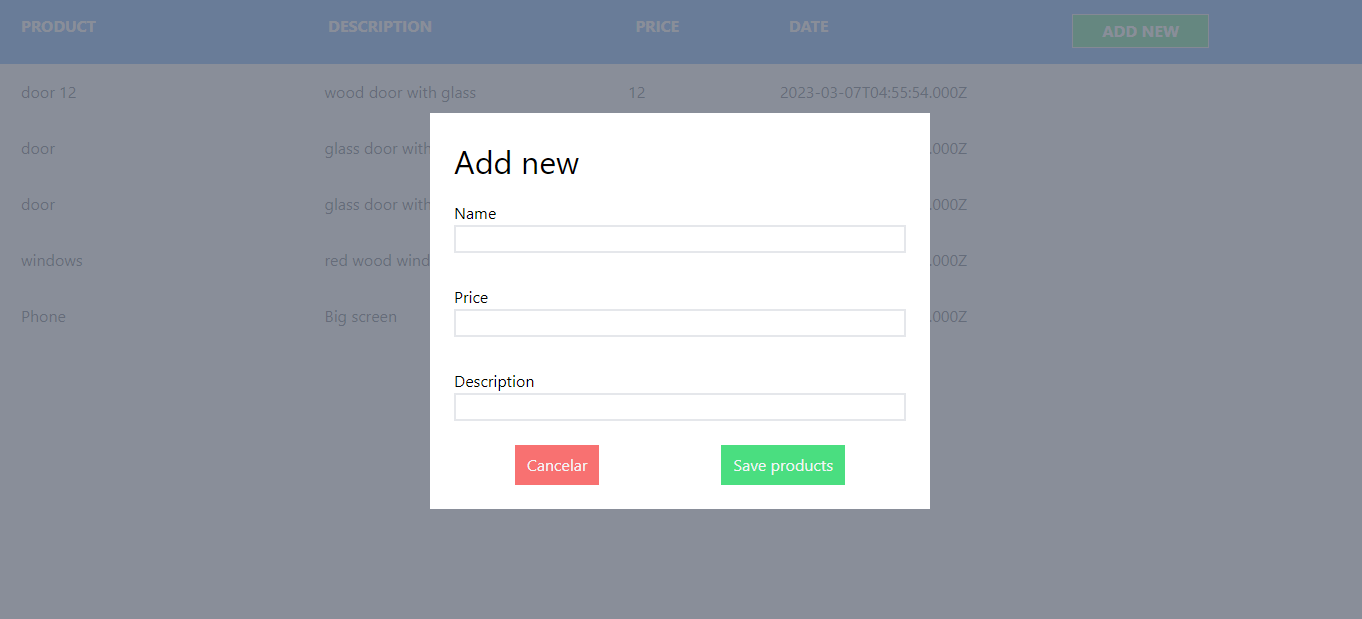 PRODUCT DESCRIPTION PRICE DATE ADD NEW
door 12 wood door with glass 12 2023-03-07T04:55:54.000Z
door glass door with .000Z
door glass door with .000Z
windows red wood wind .000Z
Phone Big screen .000Z
Add new
Name
Price
Description
Cancelar Save products